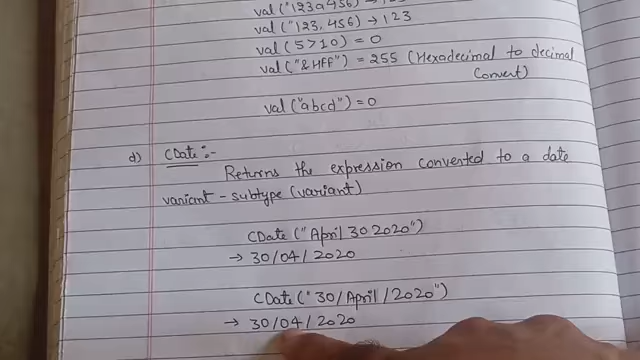 val("123a456) →
val("123,456) → 123
val(5>10) = 0
val("&HFF") = 255 (Hexadecimal to decimal
convert)
val("abcd") = 0
d) CDate :-
Returns the expression converted to a date
variant - subtype (variant)
CDate ("April 30 2020")
→ 30/04/2020
CDate ("30/April/2020")
→ 30/04/2020